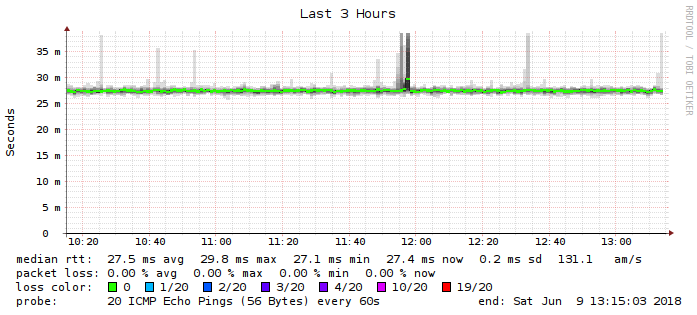 Last 3 Hours
RRDTOOL / TOBI OETIKER
Seconds
35 m
30 m
25 m
20 m
15 m
10 m
5 m
0
10:20 10:40 11:00 11:20 11:40 12:00 12:20 12:40 13:00
median rtt: 27.5 ms avg 29.8 ms max 27.1 ms min 27.4 ms now 0.2 ms sd 131.1 am/s
packet loss: 0.00 % avg 0.00 % max 0.00 % min 0.00 % now
loss color: 0 1/20 2/20 3/20 4/20 10/20 19/20
probe: 20 ICMP Echo Pings (56 Bytes) every 60s end: Sat Jun 9 13:15:03 2018